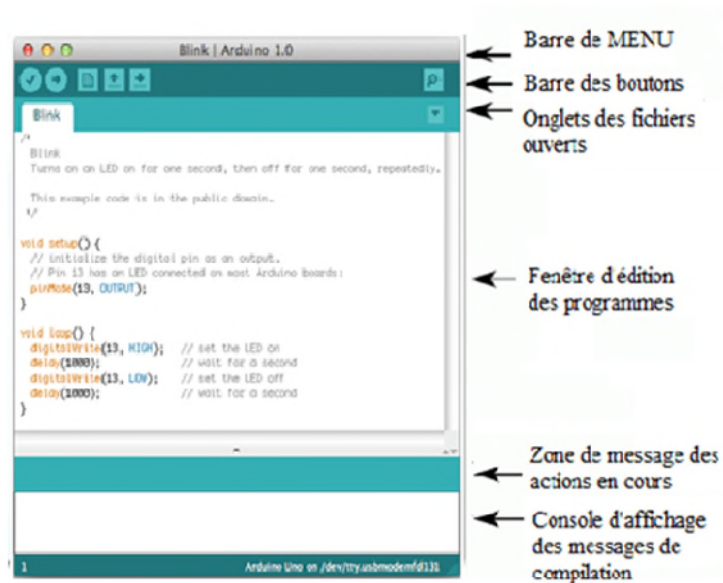 Blink | Arduino 1.0
Barre de MENU
Barre des boutons
Blink
Onglets des fichiers
ouverts
/*
Blink
Turns on an LED on for one second, then off for one second, repeatedly.
This example code is in the public domain.
*/
void setup() {
// initialize the digital pin as an output.
// Pin 13 has an LED connected on most Arduino boards:
pinMode(13, OUTPUT);
}
Fenêtre d'édition
des programmes
void loop() {
digitalWrite(13, HIGH);   // set the LED on
delay(1000);              // wait for a second
digitalWrite(13, LOW);    // set the LED off
delay(1000);              // wait for a second
}
Zone de message des
actions en cours
Console d'affichage
des messages de
compilation
1
Arduino Uno on /dev/tty.usbmodemfd131